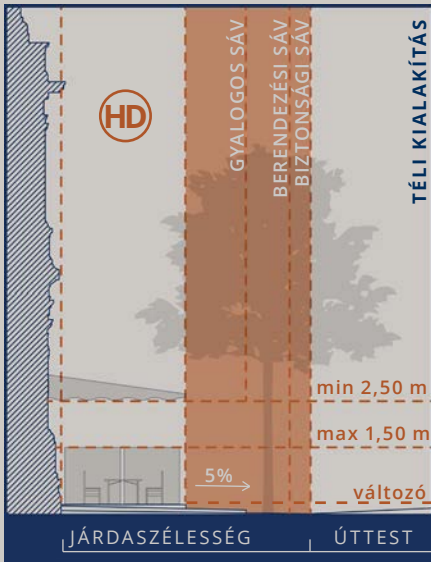 HD
GYALOGOS SÁV
BERENDEZÉSI SÁV
BIZTONSÁGI SÁV
TÉLI KIALAKÍTÁS
min 2,50 m
max 1,50 m
5%
változó
JÁRDASZÉLESSÉG
ÚTTEST